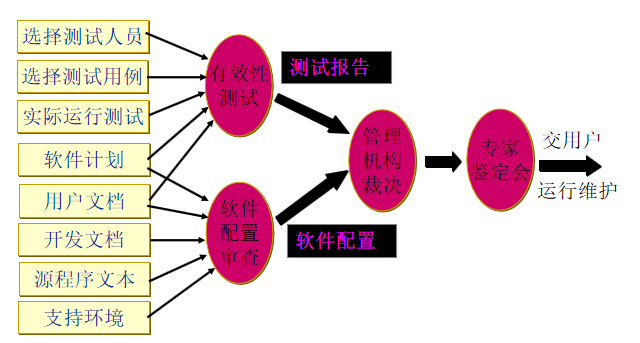 选择测试人员
选择测试用例
实际运行测试
软件计划
用户文档
开发文档
源程序文本
支持环境
有效性
测试
软件
配置
审查
测试报告
软件配置
管理
机构
裁决
专家
鉴定会
交用户
运行维护